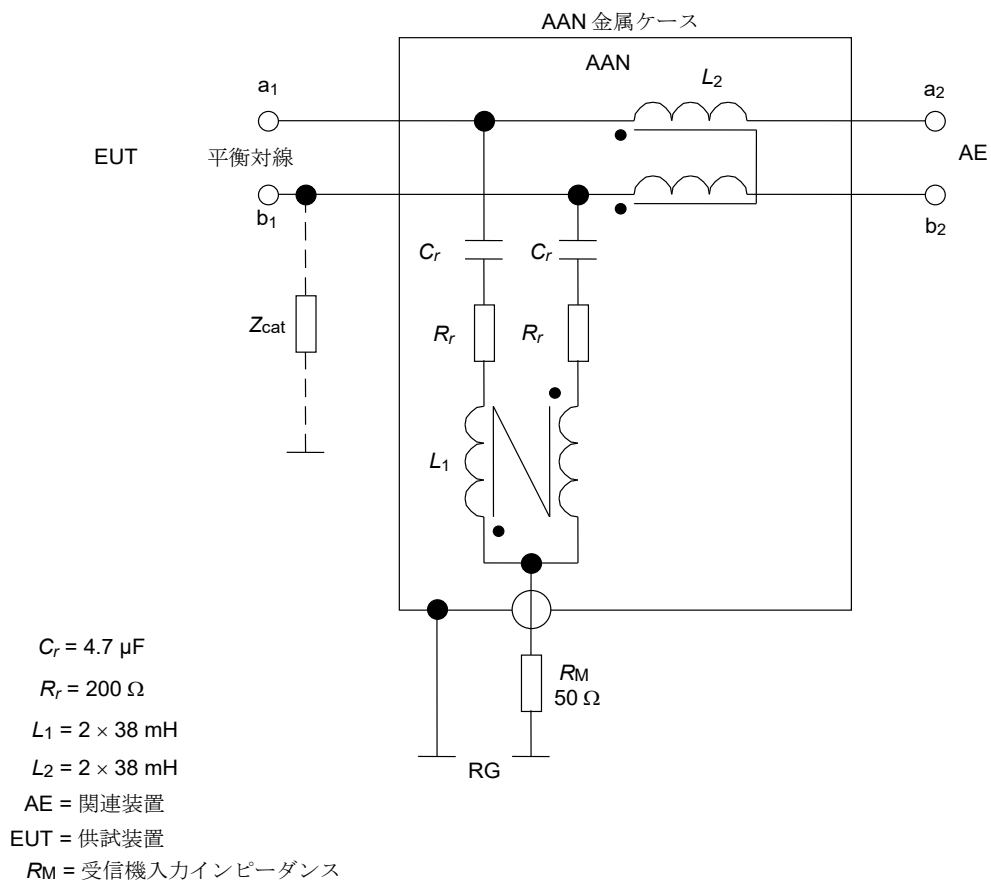 AAN 金属ケース
AAN
L2
a1
a2
EUT
平衡対線
AE
b1
b2
Cr
Cr
Zcat
Rr
Rr
L1
Cr = 4.7 μF
RM
50 Ω
Rr = 200 Ω
L1 = 2 × 38 mH
RG
L2 = 2 × 38 mH
AE = 関連装置
EUT = 供試装置
RM = 受信機入力インピーダンス